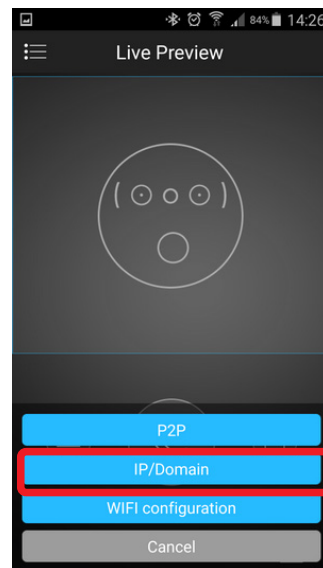 84% 14:26
Live Preview
P2P
IP/Domain
WIFI configuration
Cancel